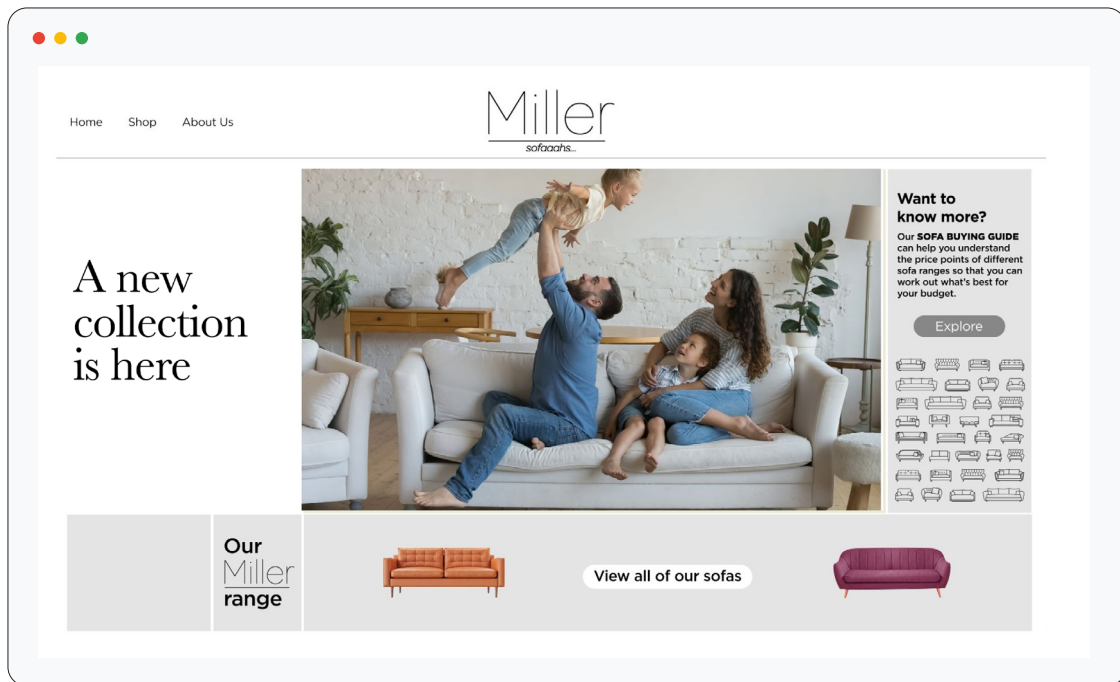 Home Shop About Us
Miller
sofaaahs...
A new
collection
is here
Want to
know more?
Our SOFA BUYING GUIDE
can help you understand
the price points of different
sofa ranges so that you can
work out what's best for
your budget.
Explore
Our
Miller
range
View all of our sofas